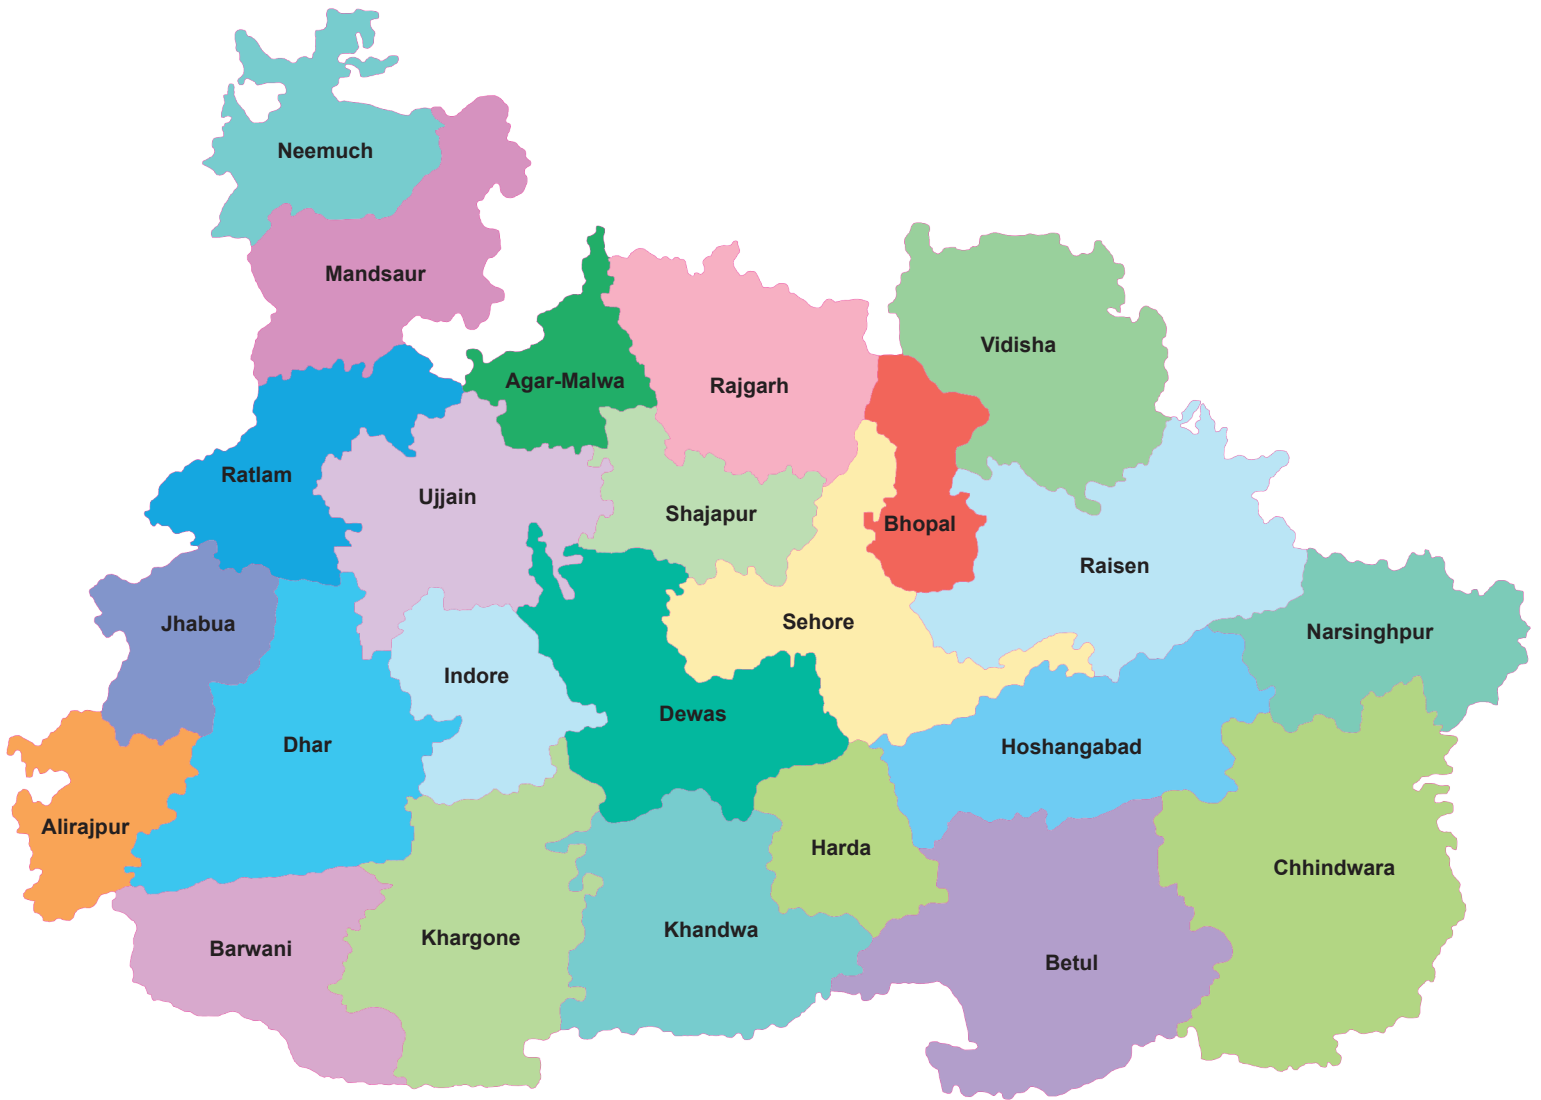 Neemuch
Mandsaur
Vidisha
Agar-Malwa
Rajgarh
Ratlam
Ujjain
Shajapur
Bhopal
Raisen
Jhabua
Sehore
Narsinghpur
Indore
Dewas
Dhar
Hoshangabad
Alirajpur
Harda
Chhindwara
Khandwa
Khargone
Barwani
Betul